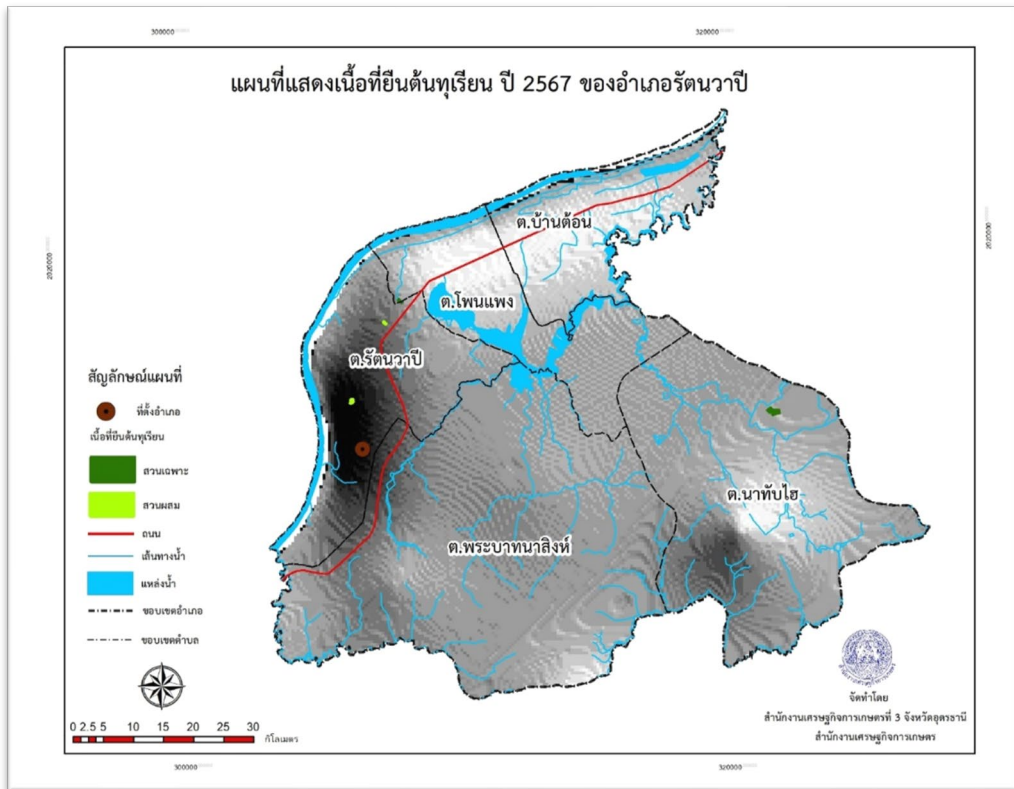 300000
320000
แผนที่แสดงเนื้อที่ยืนต้นทุเรียน ปี 2567 ของอำเภอรัตนวาปี
2020000
2020000
ต.บ้านต้อน
ต.โพนแพง
ต.รัตนวาปี
ต.นาทับไฮ
ต.พระบาทนาสิงห์
สัญลักษณ์แผนที่
ที่ตั้งอำเภอ
เนื้อที่ยืนต้นทุเรียน
สวนเฉพาะ
สวนผสม
ถนน
เส้นทางน้ำ
แหล่งน้ำ
ขอบเขตอำเภอ
ขอบเขตตำบล
0 2.5 5 10 15 20 25 30
กิโลเมตร
จัดทำโดย
สำนักงานเศรษฐกิจการเกษตรที่ 3 จังหวัดอุดรธานี
สำนักงานเศรษฐกิจการเกษตร
300000
320000